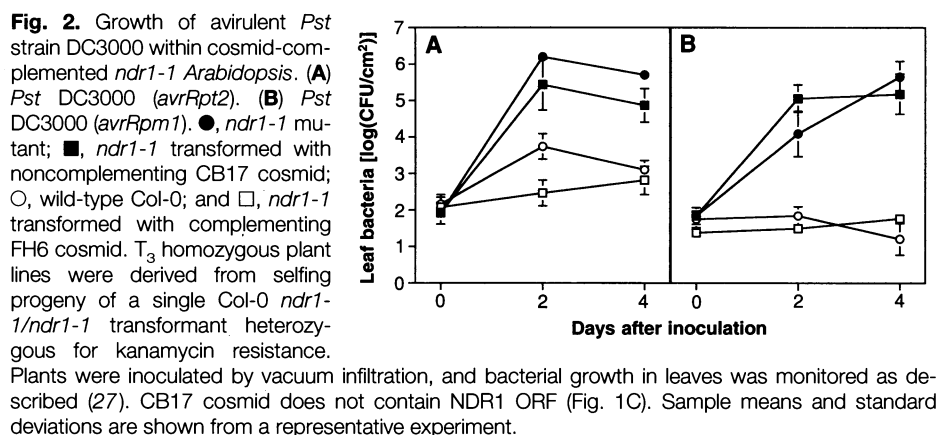 Fig. 2. Growth of avirulent Pst
strain DC3000 within cosmid-com-
plemented ndr1-1 Arabidopsis. (A)
Pst DC3000 (avrRpt2). (B) Pst
DC3000 (avrRpm1). ●, ndr1-1 mu-
tant; ■, ndr1-1 transformed with
noncomplementing CB17 cosmid;
○, wild-type Col-0; and □, ndr1-1
transformed with complementing
FH6 cosmid. T3 homozygous plant
lines were derived from selfing
progeny of a single Col-0 ndr1-
1/ndr1-1 transformant heterozy-
gous for kanamycin resistance.
Plants were inoculated by vacuum infiltration, and bacterial growth in leaves was monitored as de-
scribed (27). CB17 cosmid does not contain NDR1 ORF (Fig. 1C). Sample means and standard
deviations are shown from a representative experiment.
Leaf bacteria [log(CFU/cm²)]
7
6
5
4
3
2
1
0
A
B
0 2 4 0 2 4
Days after inoculation